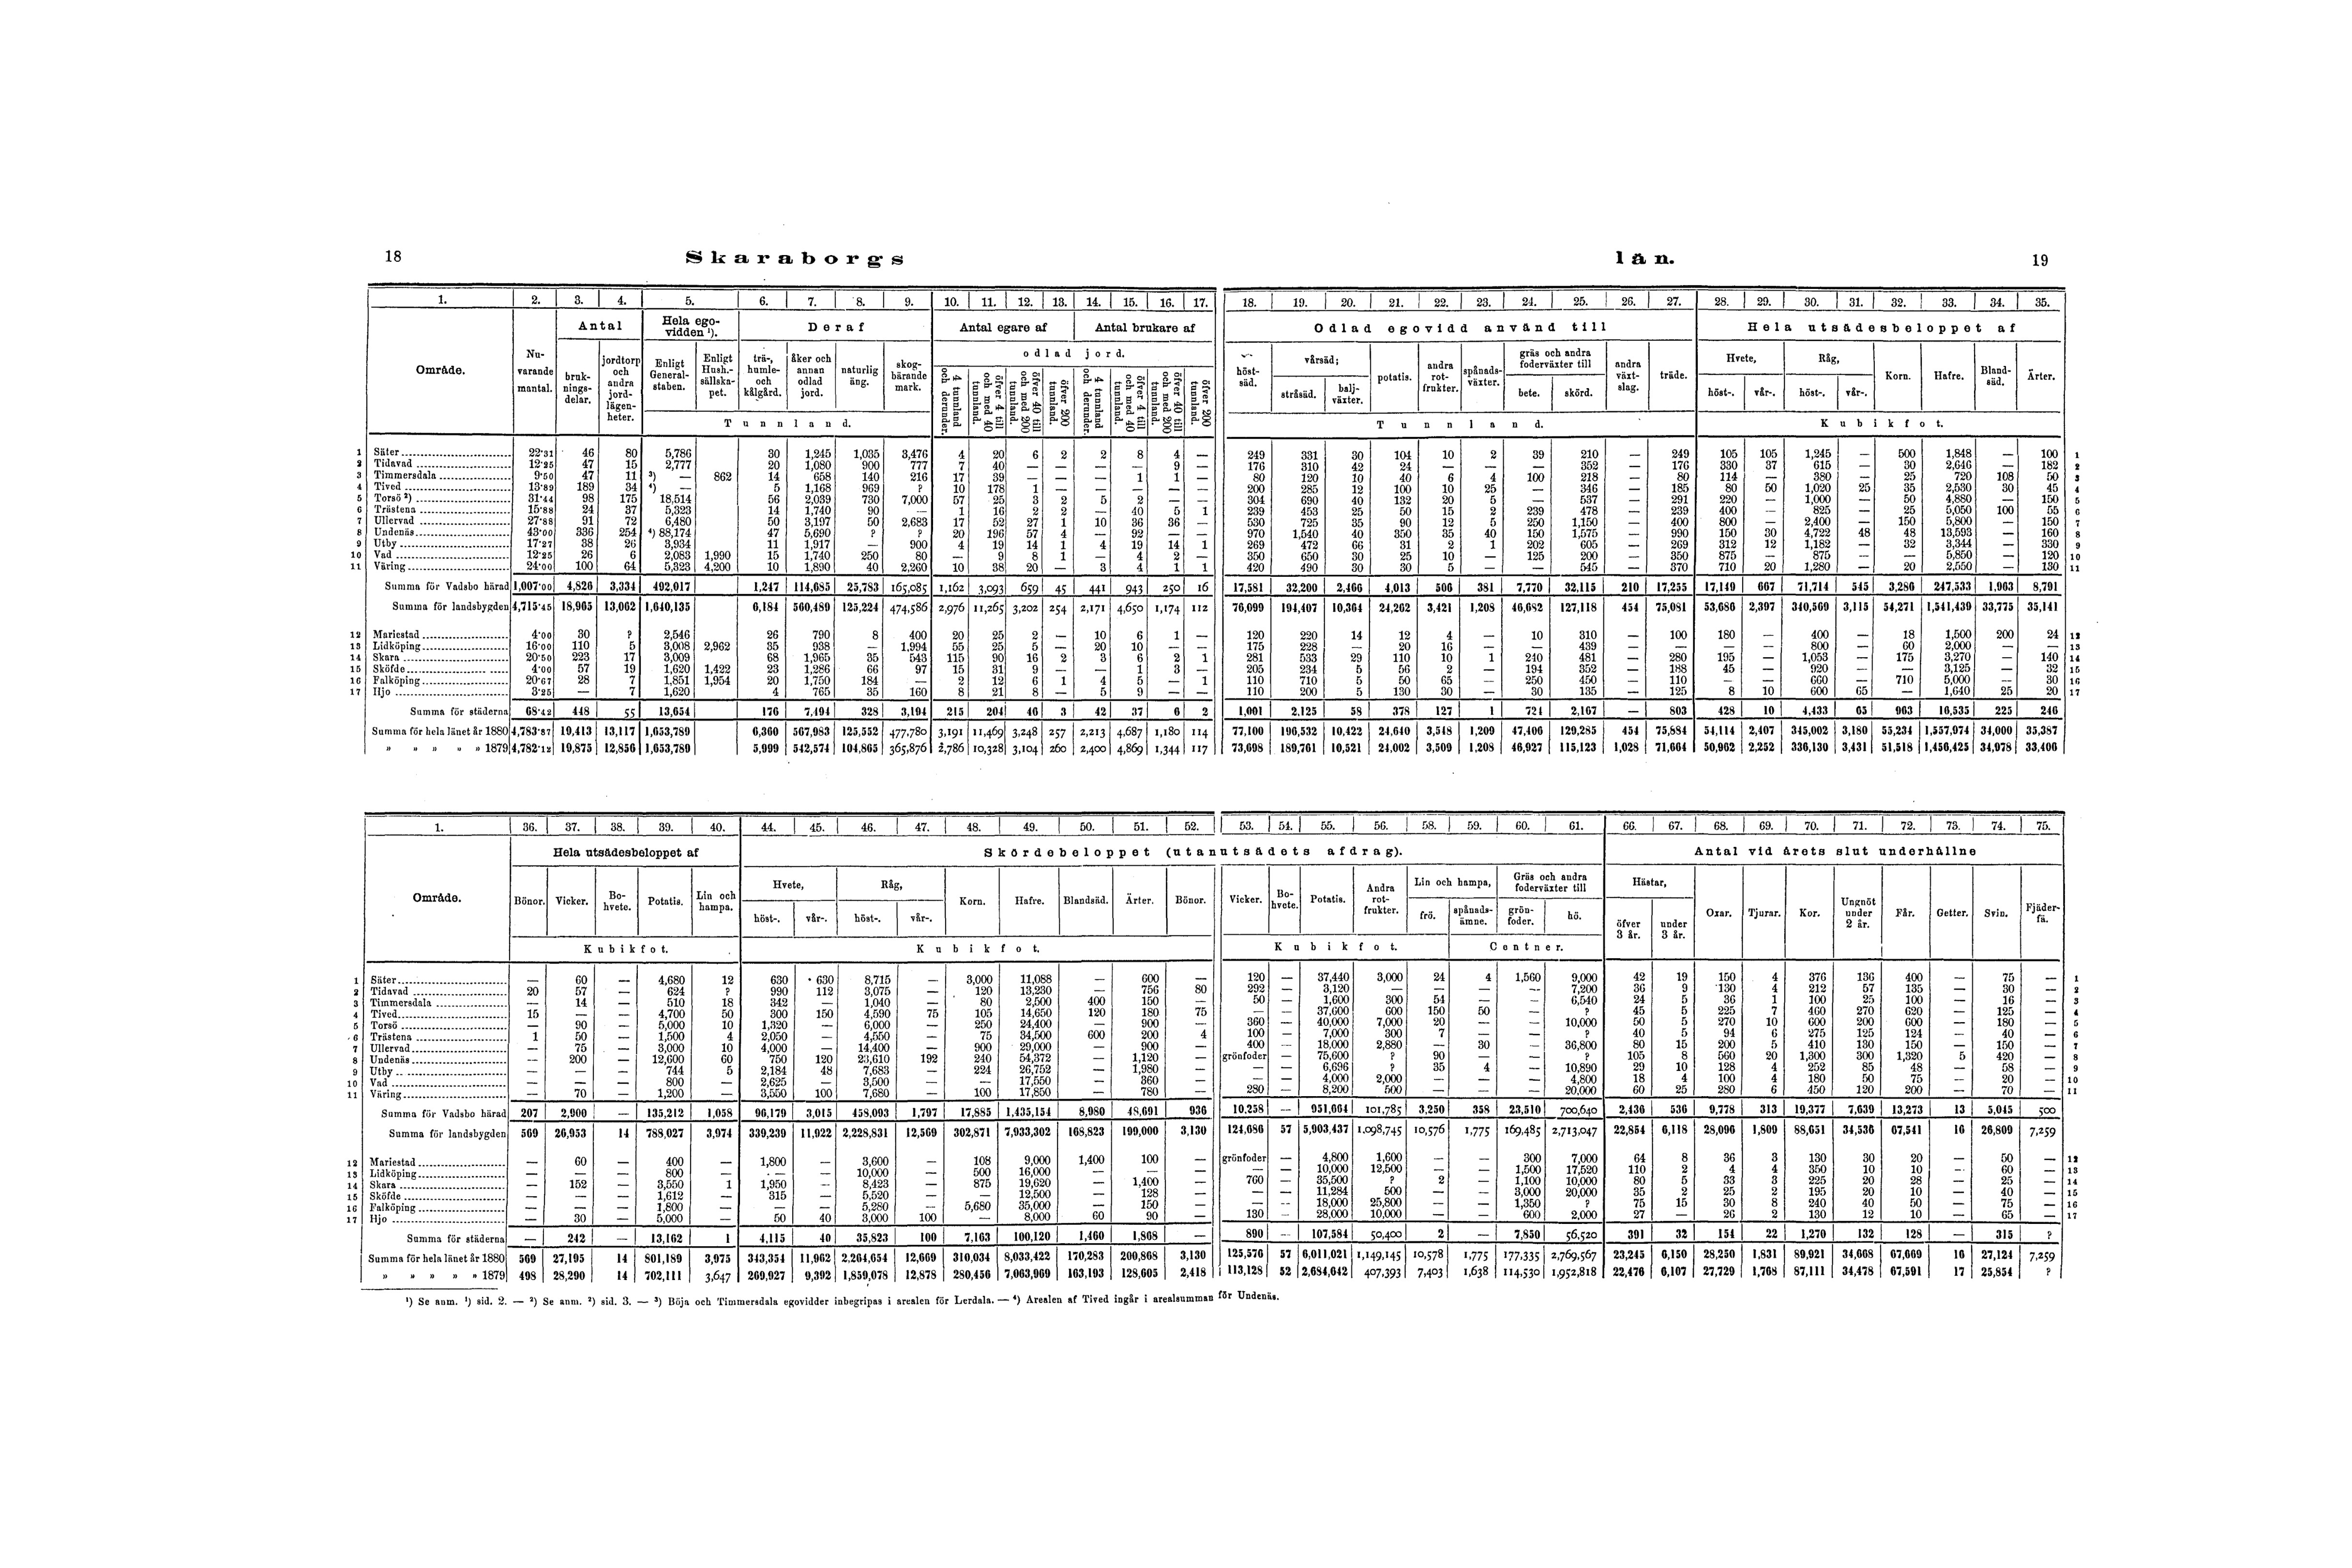 18 Skaraborgs län. 19
1. 2. 3. 4. 5. 6. 7. 8. 9. 10. 11. 12. 13. 14. 15. 16. 17. 18. 19. 20. 21. 22. 23. 24. 25. 26. 27. 28. 29. 30. 31. 32. 33. 34. 35.
Område. Nuvarande mantal. Antal brukningsdelar. jordtorp och andra jordlägenheter. Hela egovidden ¹). Enligt Generalstaben. Enligt Hush.-sällskapet. Deraf trä-, humle- och kålgård. åker och annan odlad jord. naturlig äng. skogbärande mark. Tunnland.
Antal egare af Antal brukare af odlad jord. 4 tunnland och derunder. öfver 4 till och med 40 tunnland. öfver 40 till och med 200 tunnland. öfver 200 tunnland. 4 tunnland och derunder. öfver 4 till och med 40 tunnland. öfver 40 till och med 200 tunnland. öfver 200 tunnland.
Odlad egovidd använd till höstsäd. vårsäd; stråsäd. baljväxter. potatis. andra rotfrukter. spånadsväxter. gräs och andra foderväxter till bete. skörd. andra växtslag. träde. Tunnland.
Hela utsädesbeloppet af Hvete, höst-. vår-. Råg, höst-. vår-. Korn. Hafre. Blandsäd. Ärter. Kubikfot.
1 Säter 22·31 46 80 5,786 30 1,245 1,035 3,476 4 20 6 2 2 8 4 — 249 331 30 104 10 2 39 210 — 249 105 105 1,245 — 500 1,848 — 100 1
2 Tidavad 12·25 47 15 2,777 20 1,080 900 777 7 40 — — — — 9 — 176 310 42 24 — — — 352 — 176 330 37 615 — 30 2,646 — 182 2
3 Timmersdala 9·50 47 11 ³) — 862 14 658 140 216 17 39 — — — 1 1 — 80 120 10 40 6 4 100 218 — 80 114 — 380 — 25 720 108 50 3
4 Tived 13·89 189 34 ⁴) — 5 1,168 969 ? 10 178 1 — — — — — 200 285 12 100 10 25 — 346 — 185 80 50 1,020 25 35 2,530 30 45 4
5 Torsö ²) 31·44 98 175 18,514 56 2,039 730 7,000 57 25 3 2 5 2 — — 304 690 40 132 20 5 — 537 — 291 220 — 1,000 — 50 4,880 — 150 5
6 Trästena 15·88 24 37 5,323 14 1,740 90 — 1 16 2 2 — 40 5 1 239 453 25 50 15 2 239 478 — 239 400 — 825 — 25 5,050 100 55 6
7 Ullervad 27·88 91 72 6,480 50 3,197 50 2,683 17 52 27 1 10 36 36 — 530 725 35 90 12 5 250 1,150 — 400 800 — 2,400 — 150 5,800 — 150 7
8 Undenäs 43·00 336 254 ⁴) 88,174 47 5,690 ? ? 20 196 57 4 — 92 — — 970 1,540 40 350 35 40 150 1,575 — 990 150 30 4,722 48 48 13,593 — 160 8
9 Utby 17·27 38 26 3,934 11 1,917 — 900 4 19 14 1 4 19 14 1 269 472 66 31 2 1 202 605 — 269 312 12 1,182 — 32 3,344 — 330 9
10 Vad 12·25 26 6 2,083 1,990 15 1,740 250 80 — 9 8 1 — 4 2 — 350 650 30 25 10 — 125 200 — 350 875 — 875 — — 5,850 — 120 10
11 Väring 24·00 100 64 5,323 4,200 10 1,890 40 2,260 10 38 20 — 3 4 1 1 420 490 30 30 5 — — 545 — 370 710 20 1,280 — 20 2,550 — 130 11
Summa för Vadsbo härad 1,007·00 4,826 3,334 492,017 1,247 114,685 25,783 165,085 1,162 3,093 659 45 441 943 250 16 17,581 32,200 2,466 4,013 506 381 7,770 32,115 210 17,255 17,149 667 71,714 545 3,286 247,533 1,963 8,791
Summa för landsbygden 4,715·45 18,965 13,062 1,640,135 6,184 560,489 125,224 474,586 2,976 11,265 3,202 254 2,171 4,650 1,174 112 76,099 194,407 10,364 24,262 3,421 1,208 46,682 127,118 454 75,081 53,686 2,397 340,569 3,115 54,271 1,541,439 33,775 35,141
12 Mariestad 4·00 30 ? 2,546 26 790 8 400 20 25 2 — 10 6 1 — 120 220 14 12 4 — 10 310 — 100 180 — 400 — 18 1,500 200 24 12
13 Lidköping 16·00 110 5 3,008 2,962 35 938 — 1,994 55 25 5 — 20 10 — — 175 228 — 20 16 — — 439 — — — — 800 — 60 2,000 — — 13
14 Skara 20·50 223 17 3,009 68 1,965 35 543 115 90 16 2 3 6 2 1 281 533 29 110 10 1 240 481 — 280 195 — 1,053 — 175 3,270 — 140 14
15 Sköfde 4·00 57 19 1,620 1,422 23 1,286 66 97 15 31 9 — — 1 3 — 205 234 5 56 2 — 194 352 — 188 45 — 920 — — 3,125 — 32 15
16 Falköping 20·67 28 7 1,851 1,954 20 1,750 184 — 2 12 6 1 4 5 — 1 110 710 5 50 65 — 250 450 — 110 — — 660 — 710 5,000 — 30 16
17 Hjo 3·25 — 7 1,620 4 765 35 160 8 21 8 — 5 9 — — 110 200 5 130 30 — 30 135 — 125 8 10 600 65 — 1,640 25 20 17
Summa för städerna 68·42 448 55 13,654 176 7,494 328 3,194 215 204 46 3 42 37 6 2 1,001 2,125 58 378 127 1 724 2,167 — 803 428 10 4,433 65 963 16,535 225 246
Summa för hela länet år 1880 4,783·87 19,413 13,117 1,653,789 6,360 567,983 125,552 477,780 3,191 11,469 3,248 257 2,213 4,687 1,180 114 77,100 196,532 10,422 24,640 3,548 1,209 47,406 129,285 454 75,884 54,114 2,407 345,002 3,180 55,234 1,557,974 34,000 35,387
» » » » » 1879 4,782·12 19,875 12,856 1,653,789 5,999 542,574 104,865 365,876 2,786 10,328 3,104 260 2,400 4,869 1,344 117 73,698 189,761 10,521 24,002 3,509 1,208 46,927 115,123 1,028 71,664 50,962 2,252 336,130 3,431 51,518 1,456,425 34,978 33,406
1. 36. 37. 38. 39. 40. 44. 45. 46. 47. 48. 49. 50. 51. 52. 53. 54. 55. 56. 58. 59. 60. 61. 66. 67. 68. 69. 70. 71. 72. 73. 74. 75.
Område. Hela utsädesbeloppet af Bönor. Vicker. Bohvete. Potatis. Lin och hampa. Kubikfot.
Skördebeloppet (utan utsädets afdrag). Hvete, höst-. vår-. Råg, höst-. vår-. Korn. Hafre. Blandsäd. Ärter. Bönor. Kubikfot. Vicker. Bohvete. Potatis. Andra rotfrukter. Lin och hampa, frö. spånadsämne. Gräs och andra foderväxter till grönfoder. hö. Kubikfot. Centner.
Antal vid årets slut underhållne Hästar, öfver 3 år. under 3 år. Oxar. Tjurar. Kor. Ungnöt under 2 år. Får. Getter. Svin. Fjäderfä.
1 Säter — 60 — 4,680 12 630 630 8,715 — 3,000 11,088 — 600 — 120 — 37,440 3,000 24 4 1,560 9,000 42 19 150 4 376 136 400 — 75 — 1
2 Tidavad 20 57 — 624 ? 990 112 3,075 — 120 13,230 — 756 80 292 — 3,120 — — — — 7,200 36 9 130 4 212 57 135 — 30 — 2
3 Timmersdala — 14 — 510 18 342 — 1,040 — 80 2,500 400 150 — 50 — 1,600 300 54 — — 6,540 24 5 36 1 100 25 100 — 16 — 3
4 Tived 15 — — 4,700 50 300 150 4,590 75 105 14,650 120 180 75 — — 37,600 600 150 50 — ? 45 5 225 7 460 270 620 — 125 — 4
5 Torsö — 90 — 5,000 10 1,320 — 6,000 — 250 24,400 — 900 — 360 — 40,000 7,000 20 — — 10,000 50 5 270 10 600 200 600 — 180 — 5
6 Trästena 1 50 — 1,500 4 2,050 — 4,550 — 75 34,500 600 200 4 100 — 7,000 300 7 — — ? 40 5 94 6 275 125 124 — 40 — 6
7 Ullervad — 75 — 3,000 10 4,000 — 14,400 — 900 29,000 — 900 — 400 — 18,000 2,880 — 30 — 36,800 80 15 200 5 410 130 150 — 150 — 7
8 Undenäs — 200 — 12,600 60 750 120 23,610 192 240 54,372 — 1,120 — grönfoder — 75,600 ? 90 — — ? 105 8 560 20 1,300 300 1,320 5 420 — 8
9 Utby — — — 744 5 2,184 48 7,683 — 224 26,752 — 1,980 — — — 6,696 ? 35 4 — 10,890 29 10 128 4 252 85 48 — 58 — 9
10 Vad — — — 800 — 2,625 — 3,500 — — 17,550 — 360 — — — 4,000 2,000 — — — 4,800 18 4 100 4 180 50 75 — 20 — 10
11 Väring — 70 — 1,200 — 3,550 100 7,680 — 100 17,850 — 780 — 280 — 8,200 500 — — — 20,000 60 25 280 6 450 120 200 — 70 — 11
Summa för Vadsbo härad 207 2,900 — 135,212 1,058 96,179 3,015 458,093 1,797 17,885 1,435,154 8,980 48,691 936 10,258 — 951,664 101,785 3,250 358 23,510 700,640 2,436 536 9,778 313 19,377 7,639 13,273 13 5,045 500
Summa för landsbygden 569 26,953 14 788,027 3,974 339,239 11,922 2,228,831 12,569 302,871 7,933,302 168,823 199,000 3,130 124,686 57 5,903,437 1,098,745 10,576 1,775 169,485 2,713,047 22,854 6,118 28,096 1,809 88,651 34,536 67,541 16 26,809 7,259
12 Mariestad — 60 — 400 — 1,800 — 3,600 — 108 9,000 1,400 100 — grönfoder — 4,800 1,600 — — 300 7,000 64 8 36 3 130 30 20 — 50 — 12
13 Lidköping — — — 800 — — — 10,000 — 500 16,000 — — — — — 10,000 12,500 — — 1,500 17,520 110 2 4 4 350 10 10 — 60 — 13
14 Skara — 152 — 3,550 1 1,950 — 8,423 — 875 19,620 — 1,400 — 760 — 35,500 ? 2 — 1,100 10,000 80 5 33 3 225 20 28 — 25 — 14
15 Sköfde — — — 1,612 — 315 — 5,520 — — 12,500 — 128 — — — 11,284 500 — — 3,000 20,000 35 2 25 2 195 20 10 — 40 — 15
16 Falköping — — — 1,800 — — — 5,280 — 5,680 35,000 — 150 — — — 18,000 25,800 — — 1,350 ? 75 15 30 8 240 40 50 — 75 — 16
17 Hjo — 30 — 5,000 — 50 40 3,000 100 — 8,000 60 90 — 130 — 28,000 10,000 — — 600 2,000 27 — 26 2 130 12 10 — 65 — 17
Summa för städerna — 242 — 13,162 1 4,115 40 35,823 100 7,163 100,120 1,460 1,868 — 890 — 107,584 50,400 2 — 7,850 56,520 391 32 154 22 1,270 132 128 — 315 ?
Summa för hela länet år 1880 569 27,195 14 801,189 3,975 343,354 11,962 2,264,654 12,669 310,034 8,033,422 170,283 200,868 3,130 125,576 57 6,011,021 1,149,145 10,578 1,775 177,335 2,769,567 23,245 6,150 28,250 1,831 89,921 34,668 67,669 16 27,124 7,259
» » » » » 1879 498 28,290 14 702,111 3,647 269,927 9,392 1,859,078 12,878 280,456 7,063,969 163,193 128,605 2,418 113,128 52 2,684,642 407,393 7,403 1,638 114,530 1,952,818 22,476 6,107 27,729 1,768 87,111 34,478 67,591 17 25,854 ?
¹) Se anm. ¹) sid. 2. — ²) Se anm. ²) sid. 3. — ³) Böja och Timmersdala egovidder inbegripas i arealen för Lerdala. — ⁴) Arealen af Tived ingår i arealsumman för Undenäs.